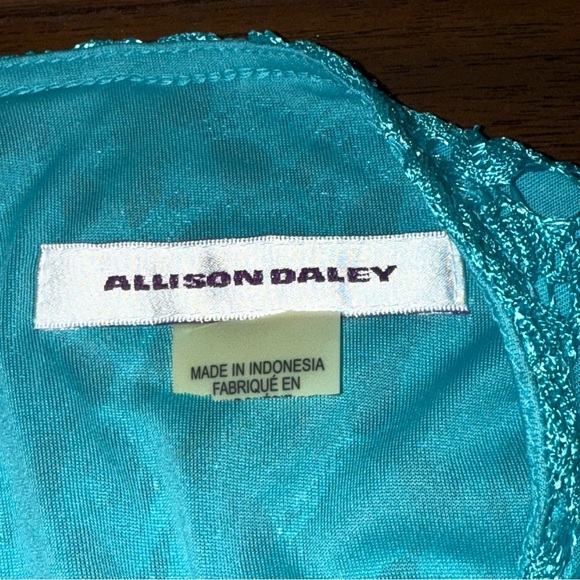 ALLISON DALEY
MADE IN INDONESIA
FABRIQUÉ EN